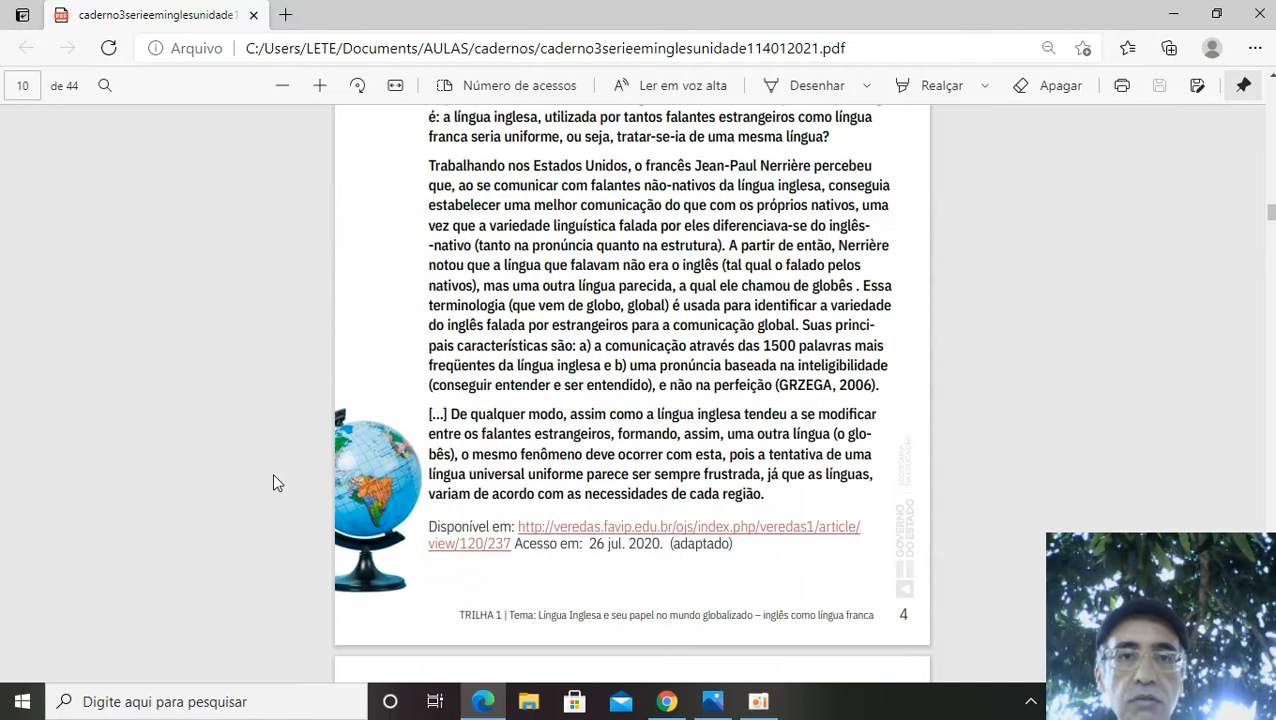 caderno3serieeminglesunidade1
Arquivo
C:/Users/LETE/Documents/AULAS/cadernos/caderno3serieeminglesunidade114012021.pdf
10 de 44
Número de acessos
Ler em voz alta
Desenhar
Realçar
Apagar
é: a língua inglesa, utilizada por tantos falantes estrangeiros como língua
franca seria uniforme, ou seja, tratar-se-ia de uma mesma língua?
Trabalhando nos Estados Unidos, o francês Jean-Paul Nerrière percebeu
que, ao se comunicar com falantes não-nativos da língua inglesa, conseguia
estabelecer uma melhor comunicação do que com os próprios nativos, uma
vez que a variedade linguística falada por eles diferenciava-se do inglês-
-nativo (tanto na pronúncia quanto na estrutura). A partir de então, Nerrière
notou que a língua que falavam não era o inglês (tal qual o falado pelos
nativos), mas uma outra língua parecida, a qual ele chamou de globês . Essa
terminologia (que vem de globo, global) é usada para identificar a variedade
do inglês falada por estrangeiros para a comunicação global. Suas princi-
pais características são: a) a comunicação através das 1500 palavras mais
freqüentes da língua inglesa e b) uma pronúncia baseada na inteligibilidade
(conseguir entender e ser entendido), e não na perfeição (GRZEGA, 2006).
[...] De qualquer modo, assim como a língua inglesa tendeu a se modificar
entre os falantes estrangeiros, formando, assim, uma outra língua (o glo-
bês), o mesmo fenômeno deve ocorrer com esta, pois a tentativa de uma
língua universal uniforme parece ser sempre frustrada, já que as línguas,
variam de acordo com as necessidades de cada região.
Disponível em: http://veredas.favip.edu.br/ojs/index.php/veredas1/article/
view/120/237 Acesso em: 26 jul. 2020. (adaptado)
SECRETARIA
DA EDUCAÇÃO
GOVERNO
DO ESTADO
TRILHA 1 | Tema: Língua Inglesa e seu papel no mundo globalizado – inglês como língua franca
4
Digite aqui para pesquisar